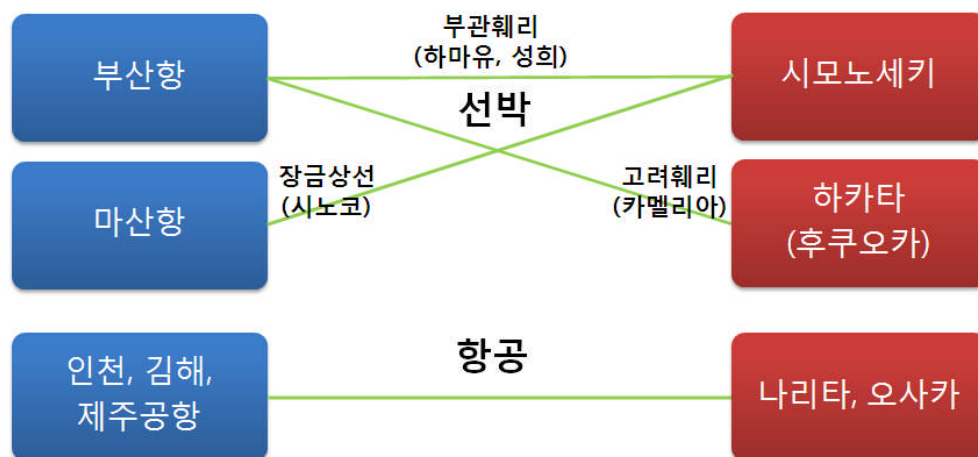 부관훼리
(하마유, 성희)
부산항
시모노세키
선박
장금상선
(시노코)
고려훼리
(카멜리아)
마산항
하카타
(후쿠오카)
항공
인천, 김해,
제주공항
나리타, 오사카